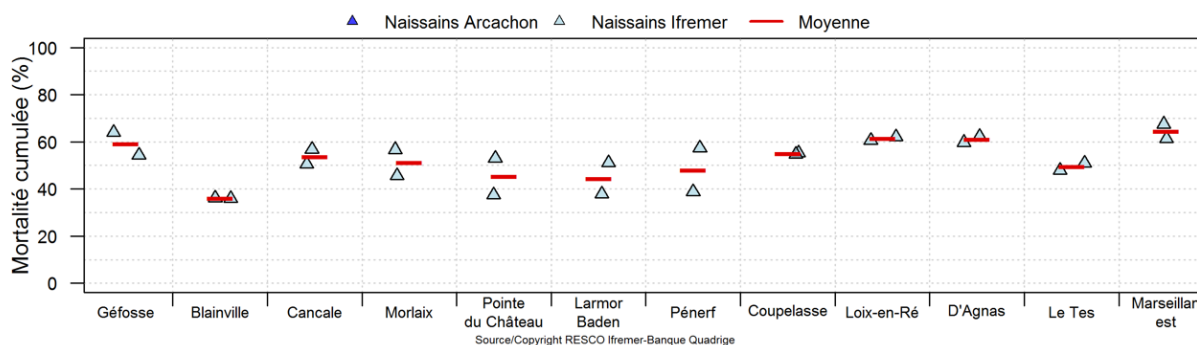 Naissains Arcachon Naissains Ifremer Moyenne
Mortalité cumulée (%)
100
80
60
40
20
0
Géfosse
Blainville
Cancale
Morlaix
Pointe
du Château
Larmor
Baden
Pénerf
Coupelasse
Loix-en-Ré
D'Agnas
Le Tes
Marseillan
est
Source/Copyright RESCO Ifremer-Banque Quadrige